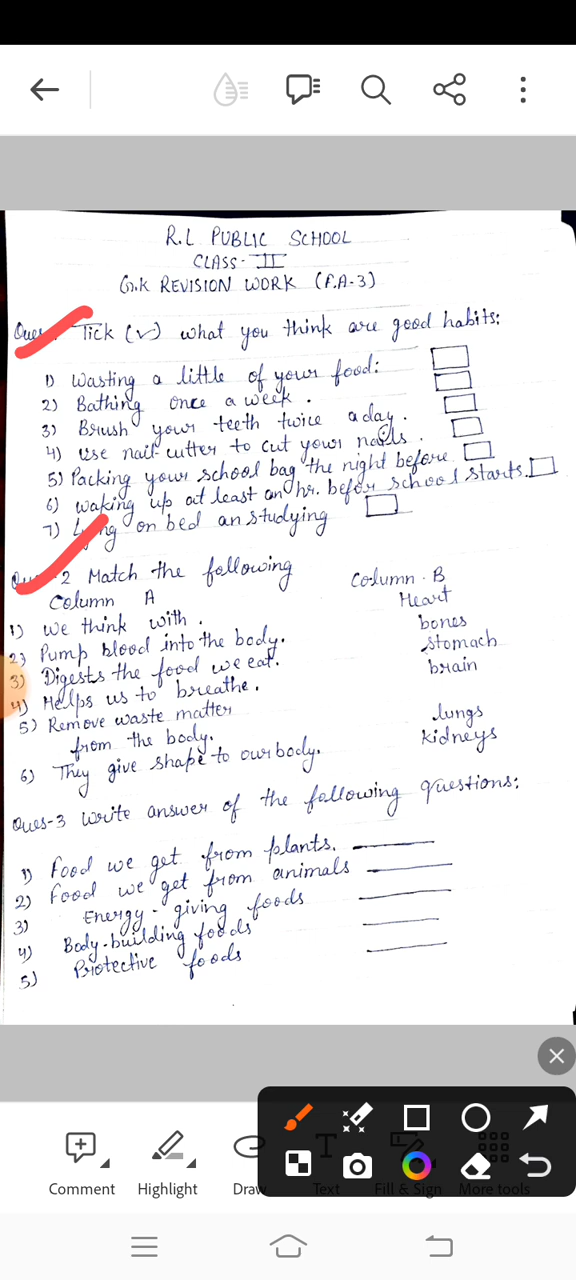 R.L PUBLIC SCHOOL
CLASS-II
G.K REVISION WORK (F.A-3)
Ques. Tick (✓) what you think are good habits:
1) Wasting a little of your food:
2) Bathing once a week.
3) Brush your teeth twice a day.
4) Use nail cutter to cut your nails.
5) Packing your school bag the night before
6) waking up at least an hr. befor school starts.
7) Lying on bed an studying
Ques-2 Match the following
Column A
Column-B
1) We think with.
Heart
2) Pump blood into the body.
bones
3) Digests the food we eat.
stomach
4) Helps us to breathe.
brain
5) Remove waste matter
from the body.
lungs
6) They give shape to our body.
kidneys
Ques-3 Write answer of the following questions:
1) Food we get from plants.
2) Food we get from animals
3) Energy-giving foods
4) Body-building foods
5) Protective foods
Comment
Highlight
Draw
Text
Fill & Sign
More tools